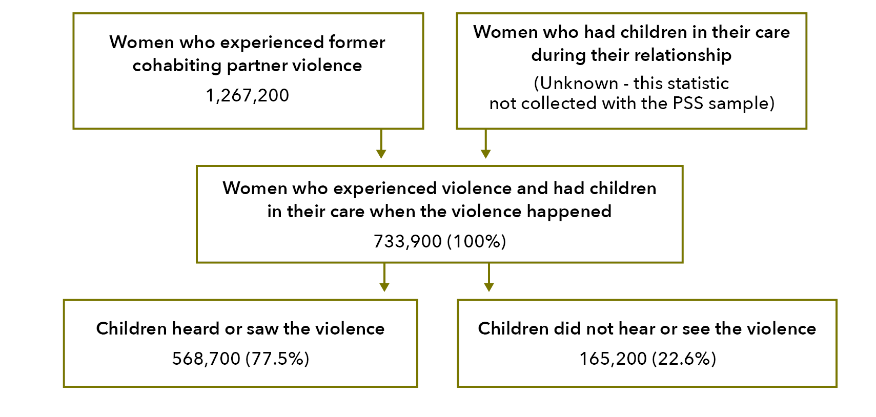 Women who experienced former
cohabiting partner violence
1,267,200
Women who had children in their care
during their relationship
(Unknown - this statistic
not collected with the PSS sample)
Women who experienced violence and had children
in their care when the violence happened
733,900 (100%)
Children heard or saw the violence
568,700 (77.5%)
Children did not hear or see the violence
165,200 (22.6%)